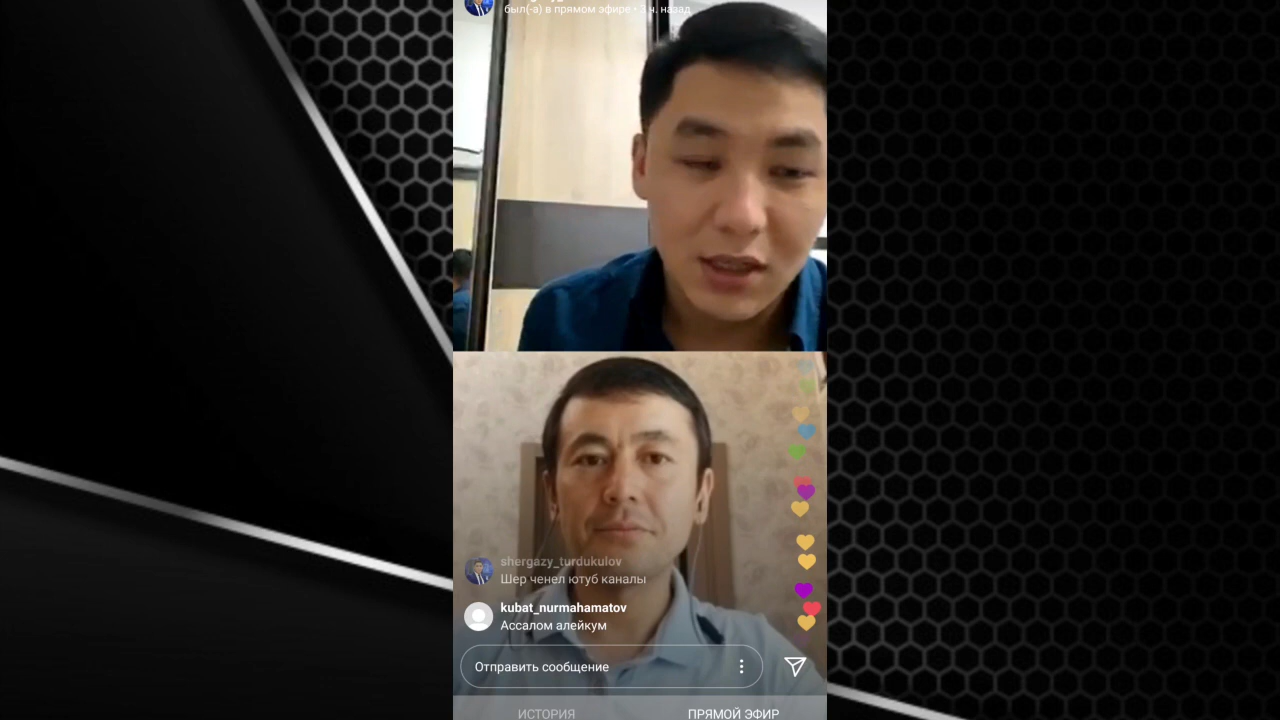 был(-а) в прямом эфире • 3 ч. назад
shergazy_turdukulov
Шер ченел ютуб каналы
kubat_nurmahamatov
Ассалом алейкум
Отправить сообщение
ИСТОРИЯ
ПРЯМОЙ ЭФИР